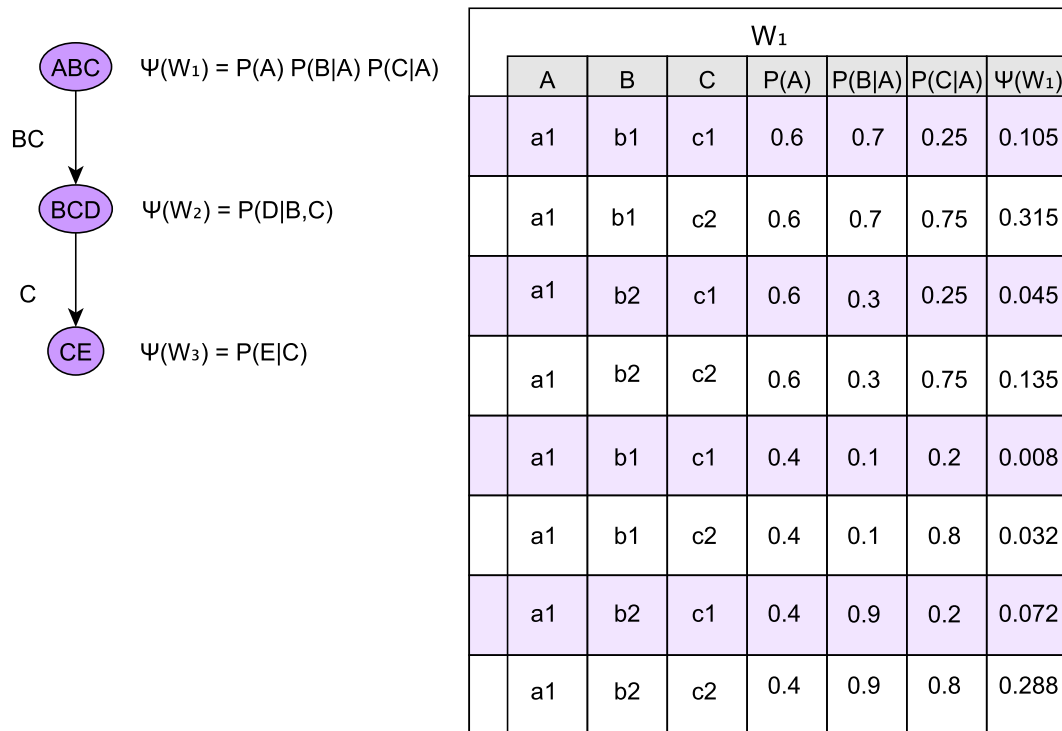 ABC Ψ(W₁) = P(A) P(B|A) P(C|A)
BC
BCD Ψ(W₂) = P(D|B,C)
C
CE Ψ(W₃) = P(E|C)
W₁
A B C P(A) P(B|A) P(C|A) Ψ(W₁)
a1 b1 c1 0.6 0.7 0.25 0.105
a1 b1 c2 0.6 0.7 0.75 0.315
a1 b2 c1 0.6 0.3 0.25 0.045
a1 b2 c2 0.6 0.3 0.75 0.135
a1 b1 c1 0.4 0.1 0.2 0.008
a1 b1 c2 0.4 0.1 0.8 0.032
a1 b2 c1 0.4 0.9 0.2 0.072
a1 b2 c2 0.4 0.9 0.8 0.288